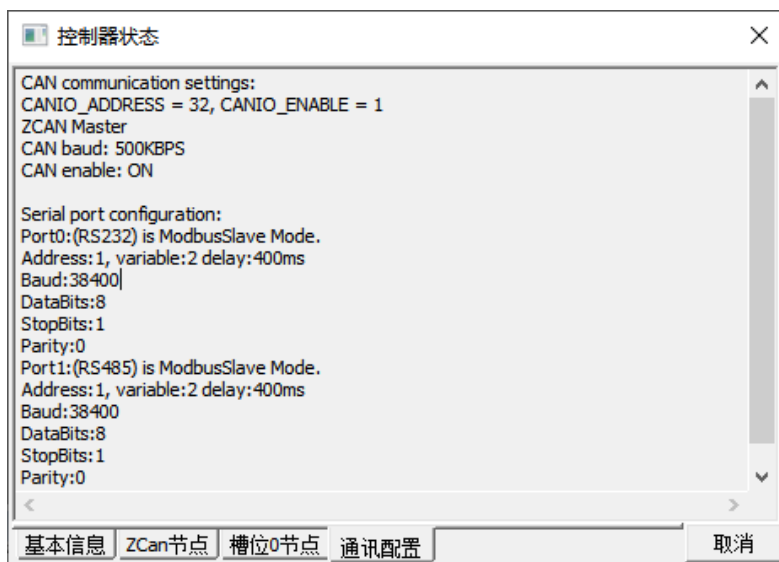 控制器状态
CAN communication settings:
CANIO_ADDRESS = 32, CANIO_ENABLE = 1
ZCAN Master
CAN baud: 500KBPS
CAN enable: ON
Serial port configuration:
Port0:(RS232) is ModbusSlave Mode.
Address:1, variable:2 delay:400ms
Baud:38400
DataBits:8
StopBits:1
Parity:0
Port1:(RS485) is ModbusSlave Mode.
Address:1, variable:2 delay:400ms
Baud:38400
DataBits:8
StopBits:1
Parity:0
基本信息 ZCan节点 槽位0节点 通讯配置 取消